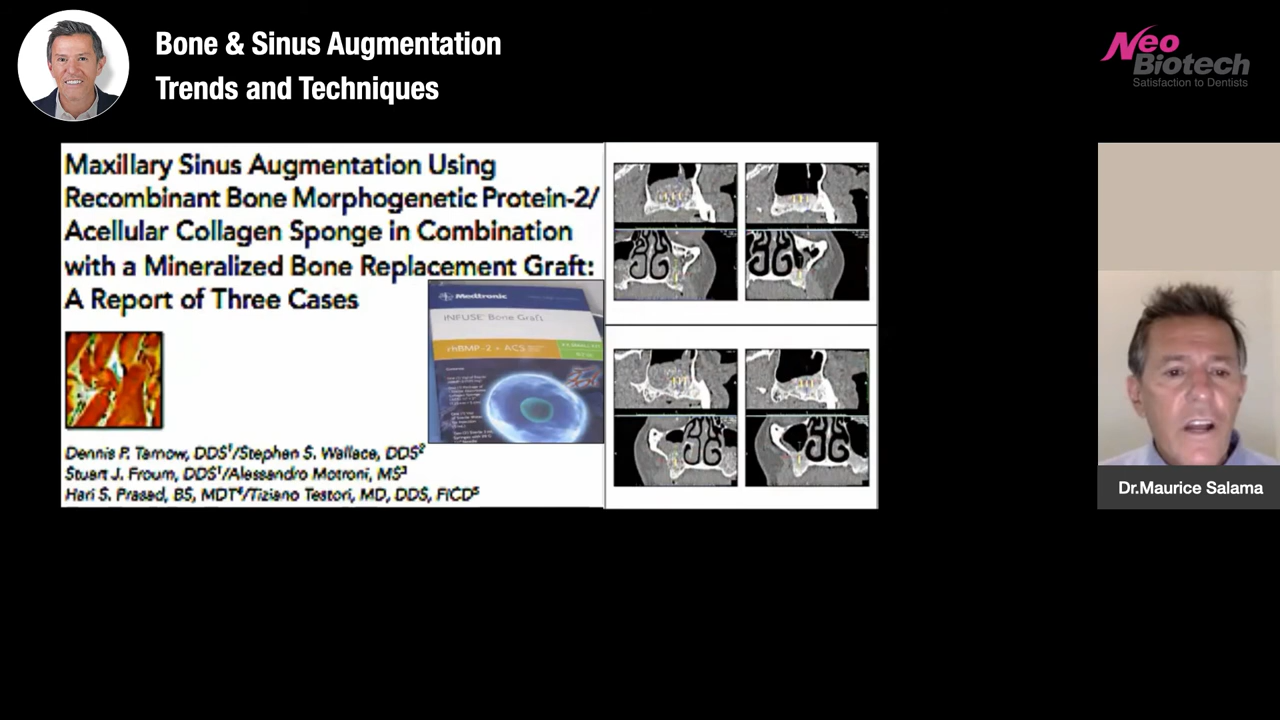 Bone & Sinus Augmentation
Trends and Techniques
Neo
Biotech
Satisfaction to Dentists
Maxillary Sinus Augmentation Using
Recombinant Bone Morphogenetic Protein-2/
Acellular Collagen Sponge in Combination
with a Mineralized Bone Replacement Graft:
A Report of Three Cases
Medtronic
INFUSE Bone Graft
rhBMP-2 + ACS
Dennis P. Tarnow, DDS¹/Stephen S. Wallace, DDS²
Stuart J. Froum, DDS¹/Alessandro Motroni, MS³
Hari S. Prasad, BS, MDT⁴/Tiziano Testori, MD, DDS, FICD⁵
Dr.Maurice Salama